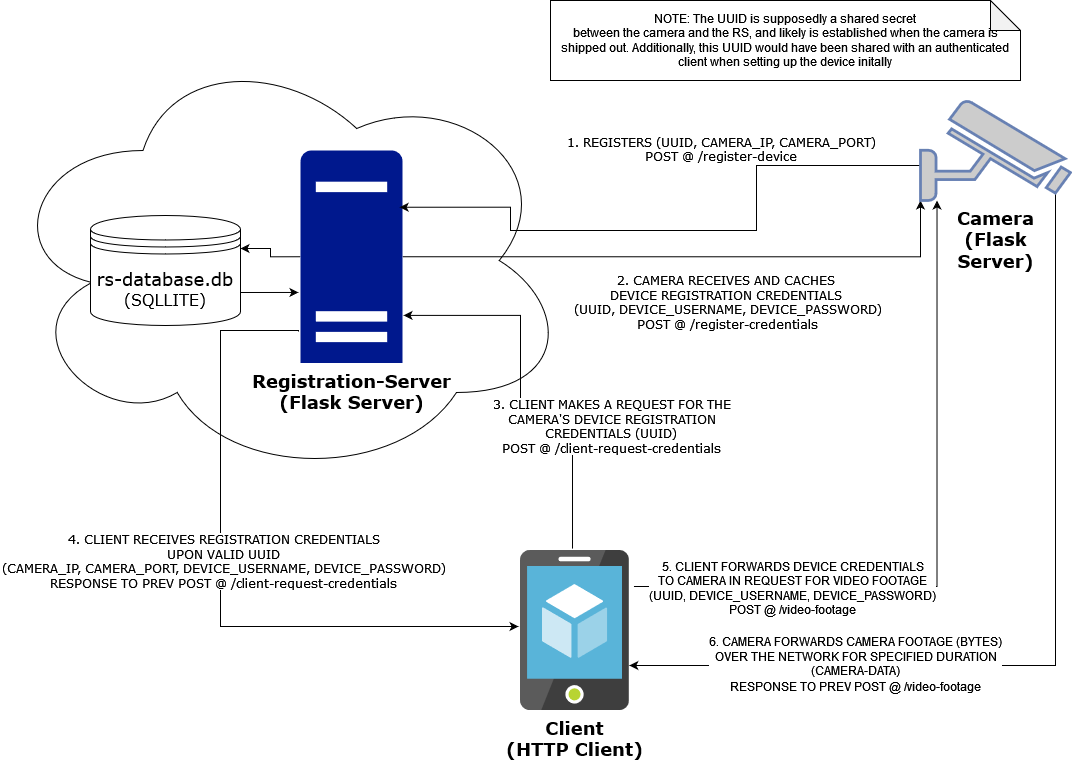 NOTE: The UUID is supposedly a shared secret
between the camera and the RS, and likely is established when the camera is
shipped out. Additionally, this UUID would have been shared with an authenticated
client when setting up the device initally
1. REGISTERS (UUID, CAMERA_IP, CAMERA_PORT)
POST @ /register-device
Camera
(Flask
Server)
rs-database.db
(SQLLITE)
2. CAMERA RECEIVES AND CACHES
DEVICE REGISTRATION CREDENTIALS
(UUID, DEVICE_USERNAME, DEVICE_PASSWORD)
POST @ /register-credentials
Registration-Server
(Flask Server)
3. CLIENT MAKES A REQUEST FOR THE
CAMERA'S DEVICE REGISTRATION
CREDENTIALS (UUID)
POST @ /client-request-credentials
4. CLIENT RECEIVES REGISTRATION CREDENTIALS
UPON VALID UUID
(CAMERA_IP, CAMERA_PORT, DEVICE_USERNAME, DEVICE_PASSWORD)
RESPONSE TO PREV POST @ /client-request-credentials
5. CLIENT FORWARDS DEVICE CREDENTIALS
TO CAMERA IN REQUEST FOR VIDEO FOOTAGE
(UUID, DEVICE_USERNAME, DEVICE_PASSWORD)
POST @ /video-footage
6. CAMERA FORWARDS CAMERA FOOTAGE (BYTES)
OVER THE NETWORK FOR SPECIFIED DURATION
(CAMERA-DATA)
RESPONSE TO PREV POST @ /video-footage
Client
(HTTP Client)